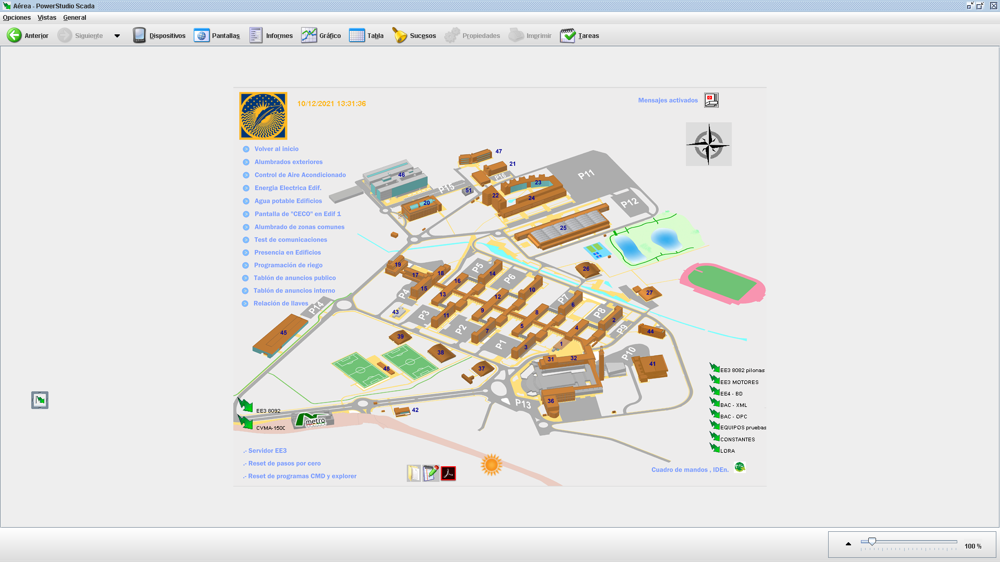 Aérea - PowerStudio Scada
Opciones Vistas General
Anterior Siguiente Dispositivos Pantallas Informes Gráfico Tabla Sucesos Propiedades Imprimir Tareas
10/12/2021 13:31:36
Mensajes activados
Volver al inicio
Alumbrados exteriores
Control de Aire Acondicionado
Energia Electrica Edif.
Agua potable Edificios
Pantalla de "CECO" en Edif 1
Alumbrado de zonas comunes
Test de comunicaciones
Presencia en Edificios
Programación de riego
Tablón de anuncios publico
Tablón de anuncios interno
Relación de llaves
47
21
46
P15
51
P16
23
P11
22
24
20
P12
25
19
17
18
P5
14
26
16
P6
15
10
27
P4
13
12
P7
6
43
P3
11
9
8
P8
2
P14
45
P2
7
5
4
P9
44
39
P1
3
1
38
31
32
P10
41
48
37
36
P13
42
EE3 8092
CVMA-1500
metro
EE3 8082 pilonas
EE3 MOTORES
EE4 - BD
BAC - XML
BAC - OPC
EQUIPOS pruebas
CONSTANTES
LORA
.- Servidor EE3
.- Reset de pasos por cero
.- Reset de programas CMD y explorer
Cuadro de mandos , IDEn.
100 %